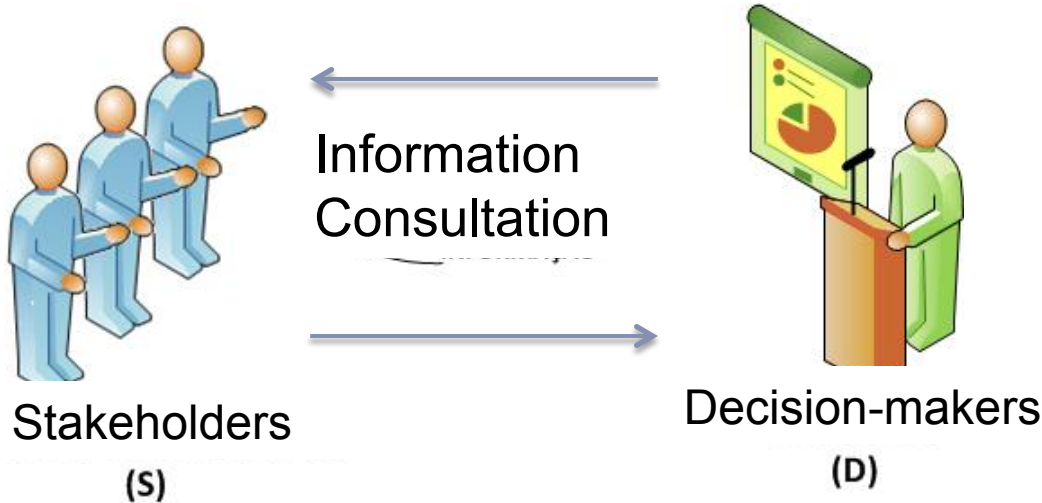 Information
Consultation
Stakeholders
(S)
Decision-makers
(D)